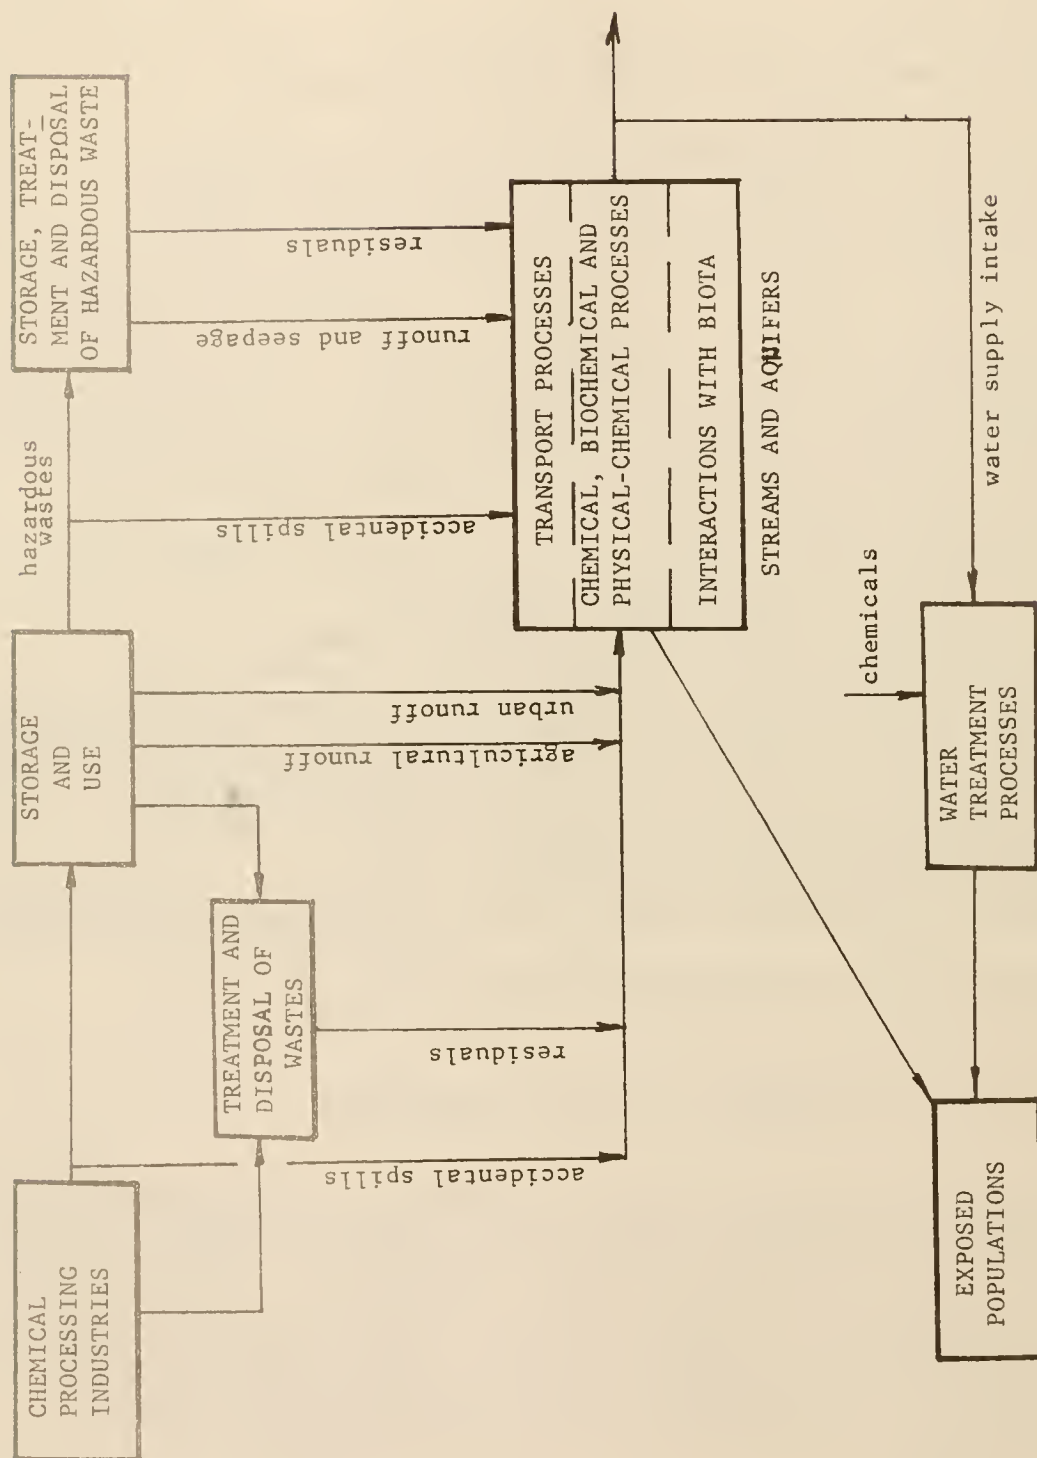 CHEMICAL
PROCESSING
INDUSTRIES
STORAGE
AND
USE
hazardous
wastes
STORAGE, TREAT-
MENT AND DISPOSAL
OF HAZARDOUS WASTE
TREATMENT AND
DISPOSAL OF
WASTES
accidental spills
residuals
agricultural runoff
urban runoff
accidental spills
runoff and seepage
residuals
TRANSPORT PROCESSES
CHEMICAL, BIOCHEMICAL AND
PHYSICAL-CHEMICAL PROCESSES
INTERACTIONS WITH BIOTA
STREAMS AND AQUIFERS
chemicals
water supply intake
WATER
TREATMENT
PROCESSES
EXPOSED
POPULATIONS